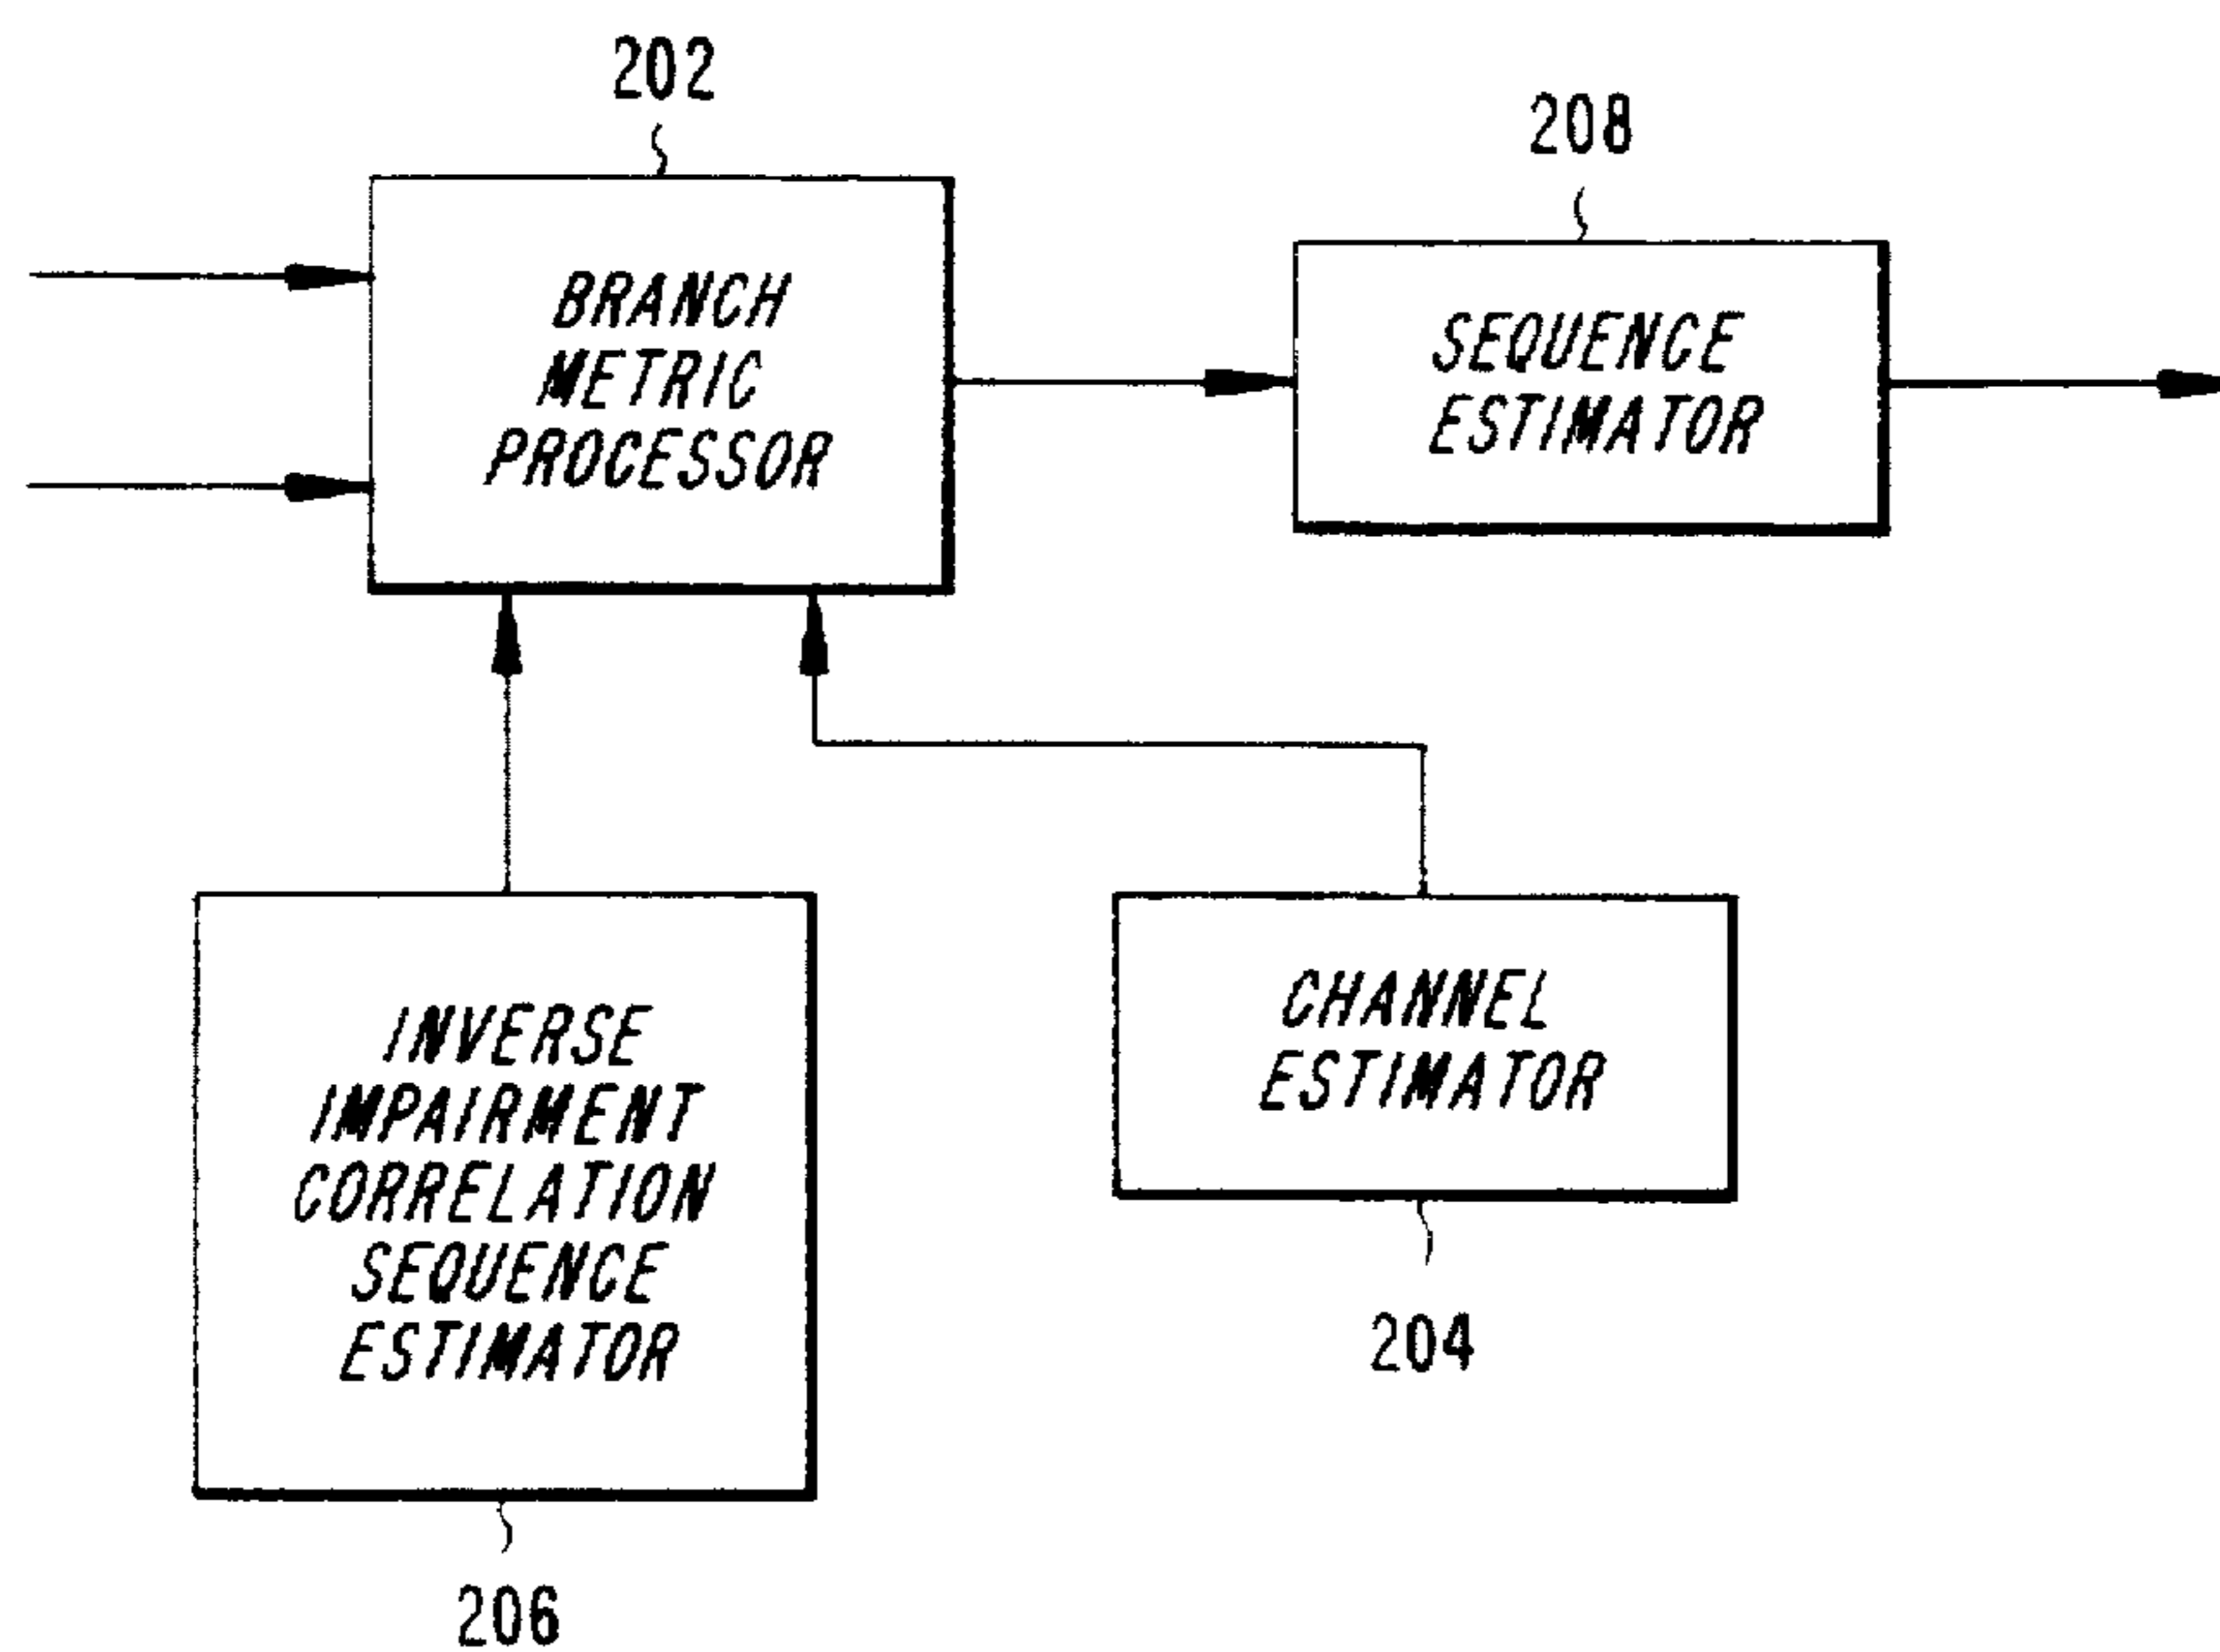 202
208
BRANCH
METRIC
PROCESSOR
SEQUENCE
ESTIMATOR
INVERSE
IMPAIRMENT
CORRELATION
SEQUENCE
ESTIMATOR
CHANNEL
ESTIMATOR
204
206